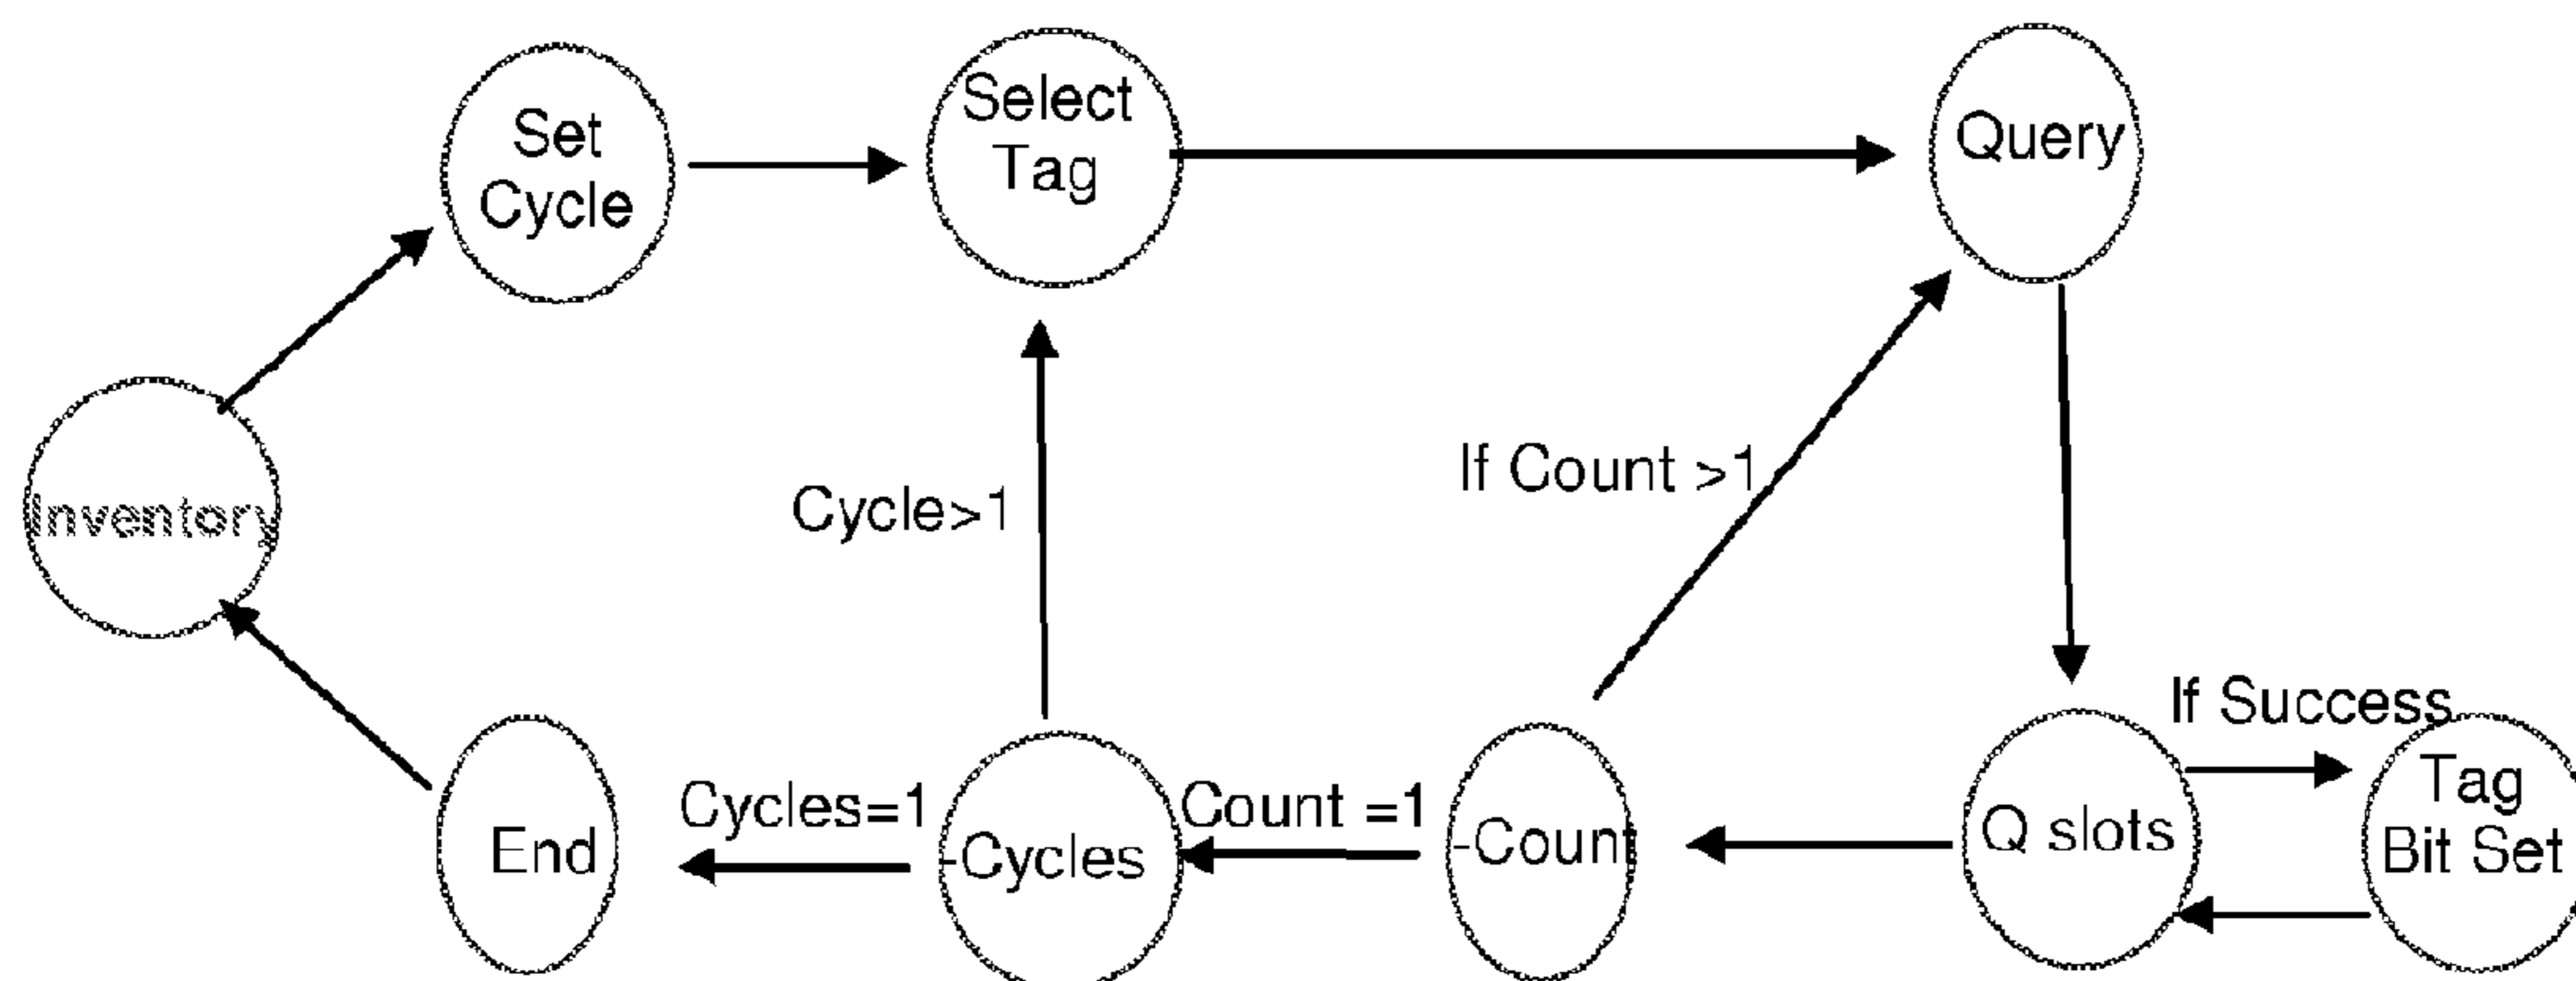 Set
Cycle
Select
Tag
Query
Inventory
Cycle>1
If Count >1
If Success
End
Cycles=1
-Cycles
Count =1
-Count
Q slots
Tag
Bit Set